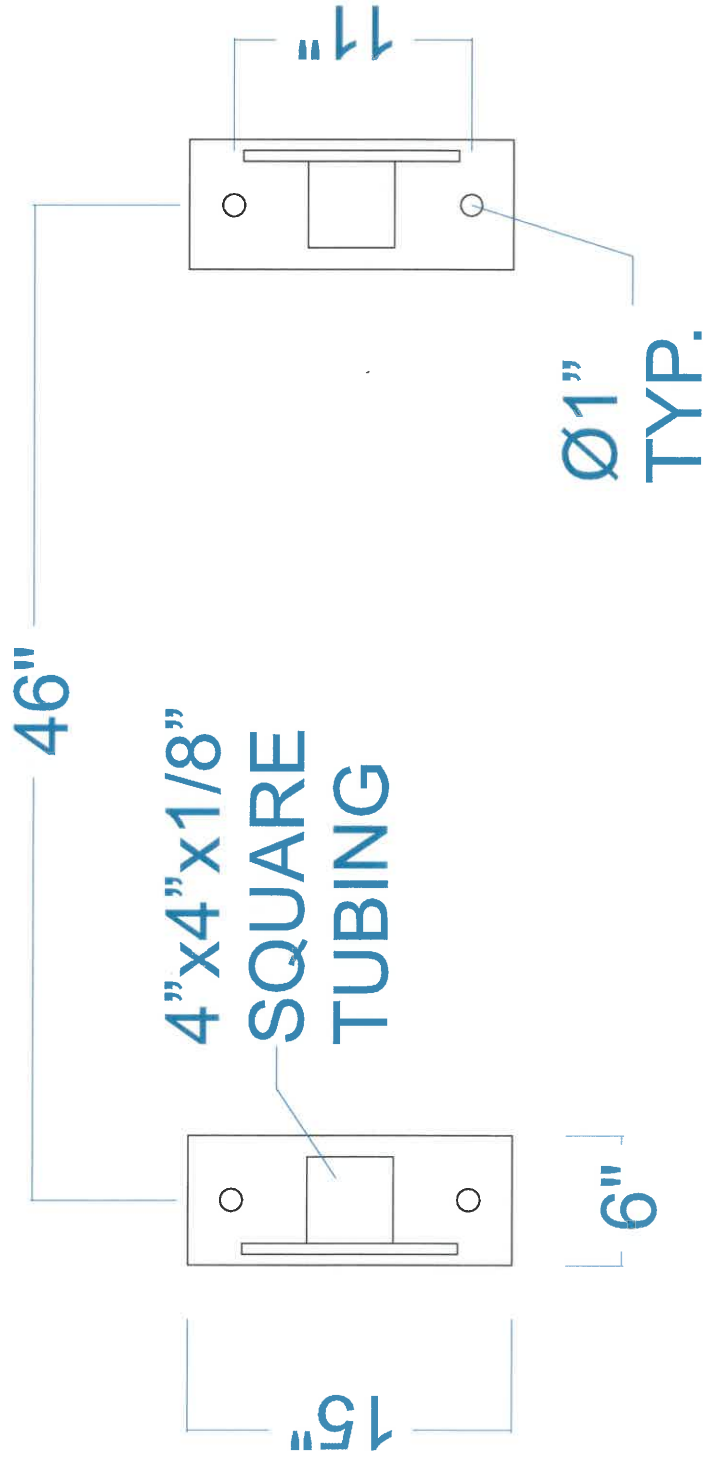 46"
4”x4”x1/8”
SQUARE
TUBING
15"
6"
11"
Ø1”
TYP.